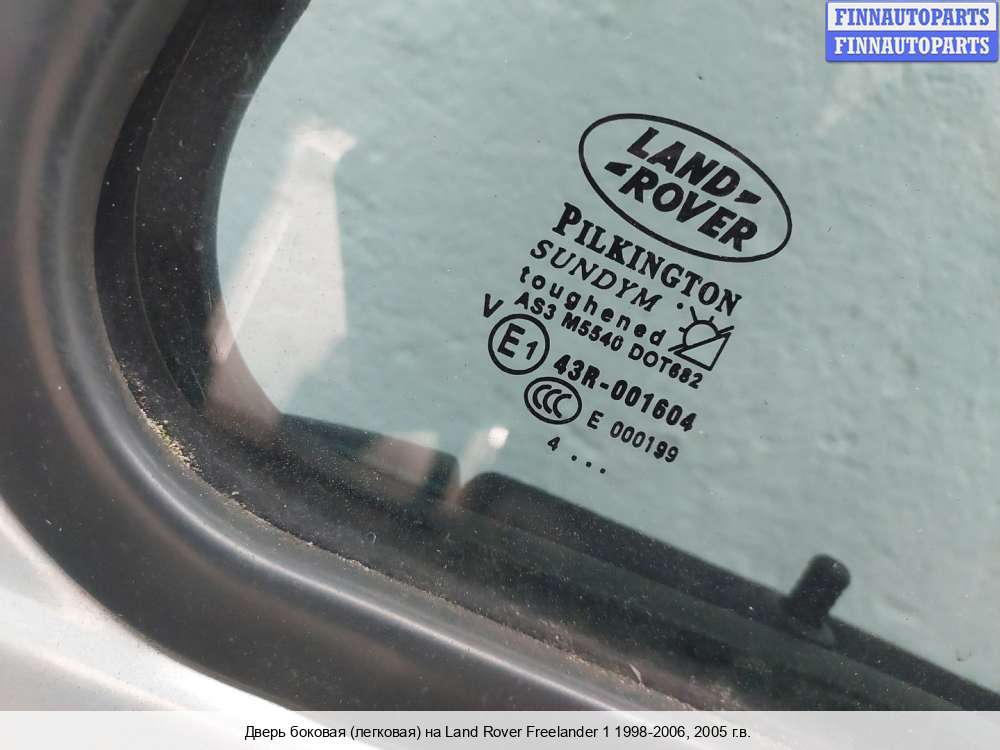 FINNAUTOPARTS
FINNAUTOPARTS
LAND
ROVER
PILKINGTON
SUNDYM
toughened
AS3 M5540 DOT682
V
E1
43R-001604
CCC
E 000199
4 ...
Дверь боковая (легковая) на Land Rover Freelander 1 1998-2006, 2005 г.в.